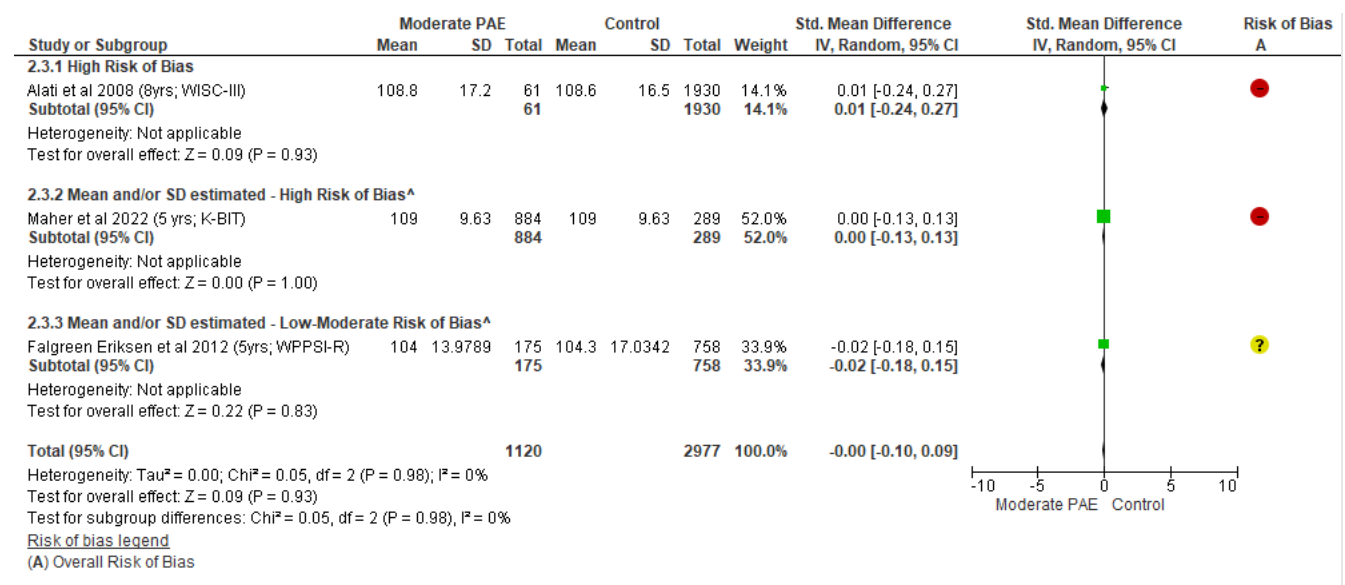 Moderate PAE Control Std. Mean Difference Std. Mean Difference Risk of Bias
Study or Subgroup Mean SD Total Mean SD Total Weight IV, Random, 95% CI IV, Random, 95% CI A
2.3.1 High Risk of Bias
Alati et al 2008 (8yrs; WISC-III) 108.8 17.2 61 108.6 16.5 1930 14.1% 0.01 [-0.24, 0.27]
Subtotal (95% CI) 61 1930 14.1% 0.01 [-0.24, 0.27]
Heterogeneity: Not applicable
Test for overall effect: Z = 0.09 (P = 0.93)
2.3.2 Mean and/or SD estimated - High Risk of Bias^
Maher et al 2022 (5 yrs; K-BIT) 109 9.63 884 109 9.63 289 52.0% 0.00 [-0.13, 0.13]
Subtotal (95% CI) 884 289 52.0% 0.00 [-0.13, 0.13]
Heterogeneity: Not applicable
Test for overall effect: Z = 0.00 (P = 1.00)
2.3.3 Mean and/or SD estimated - Low-Moderate Risk of Bias^
Falgreen Eriksen et al 2012 (5yrs; WPPSI-R) 104 13.9789 175 104.3 17.0342 758 33.9% -0.02 [-0.18, 0.15] ?
Subtotal (95% CI) 175 758 33.9% -0.02 [-0.18, 0.15]
Heterogeneity: Not applicable
Test for overall effect: Z = 0.22 (P = 0.83)
Total (95% CI) 1120 2977 100.0% -0.00 [-0.10, 0.09]
Heterogeneity: Tau² = 0.00; Chi² = 0.05, df = 2 (P = 0.98); I² = 0%
Test for overall effect: Z = 0.09 (P = 0.93)
Test for subgroup differences: Chi² = 0.05, df = 2 (P = 0.98), I² = 0%
-10 -5 0 5 10
Moderate PAE Control
Risk of bias legend
(A) Overall Risk of Bias